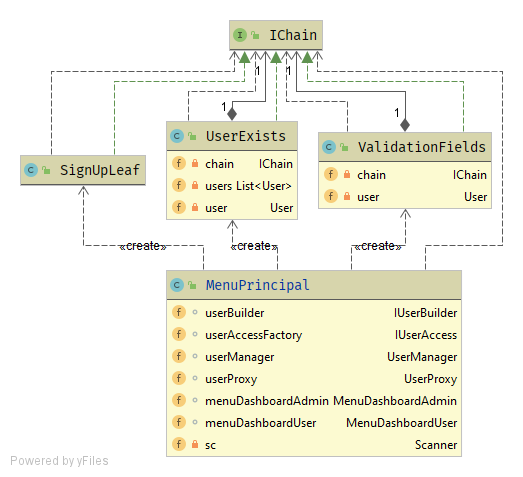 I IChain
1 1
1 1
C UserExists
f chain IChain
f users List<User>
f user User
C ValidationFields
f chain IChain
f user User
C SignUpLeaf
«create» «create» «create»
C MenuPrincipal
f userBuilder IUserBuilder
f userAccessFactory IUserAccess
f userManager UserManager
f userProxy UserProxy
f menuDashboardAdmin MenuDashboardAdmin
f menuDashboardUser MenuDashboardUser
f sc Scanner
Powered by yFiles